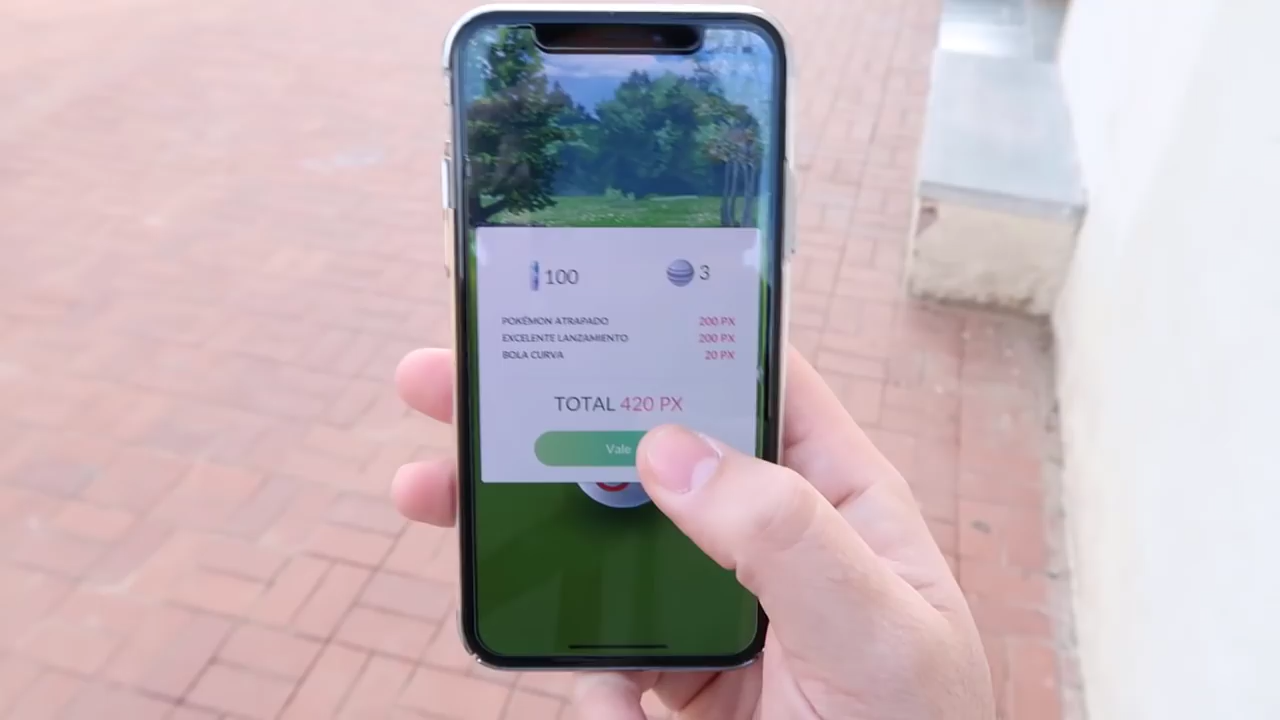 100 3
POKÉMON ATRAPADO 200 PX
EXCELENTE LANZAMIENTO 200 PX
BOLA CURVA 20 PX
TOTAL 420 PX
Vale